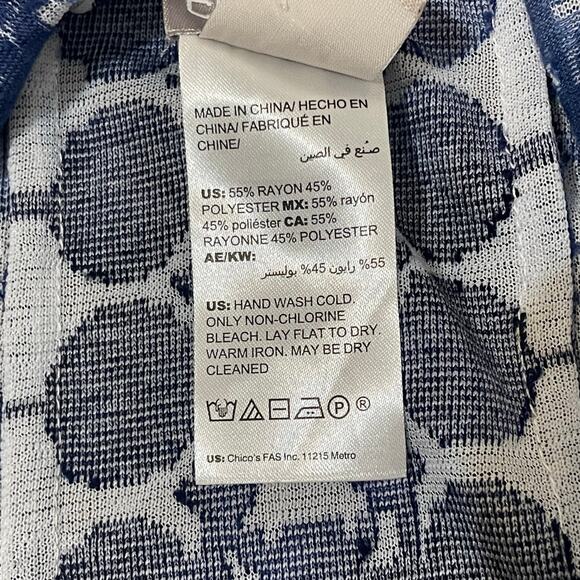 MADE IN CHINA/ HECHO EN
CHINA/ FABRIQUÉ EN
CHINE/
صُنع في الصين
US: 55% RAYON 45%
POLYESTER MX: 55% rayón
45% poliéster CA: 55%
RAYONNE 45% POLYESTER
AE/KW:
55% رايون 45% بوليستر
US: HAND WASH COLD.
ONLY NON-CHLORINE
BLEACH. LAY FLAT TO DRY.
WARM IRON. MAY BE DRY
CLEANED
P ®
US: Chico's FAS Inc. 11215 Metro